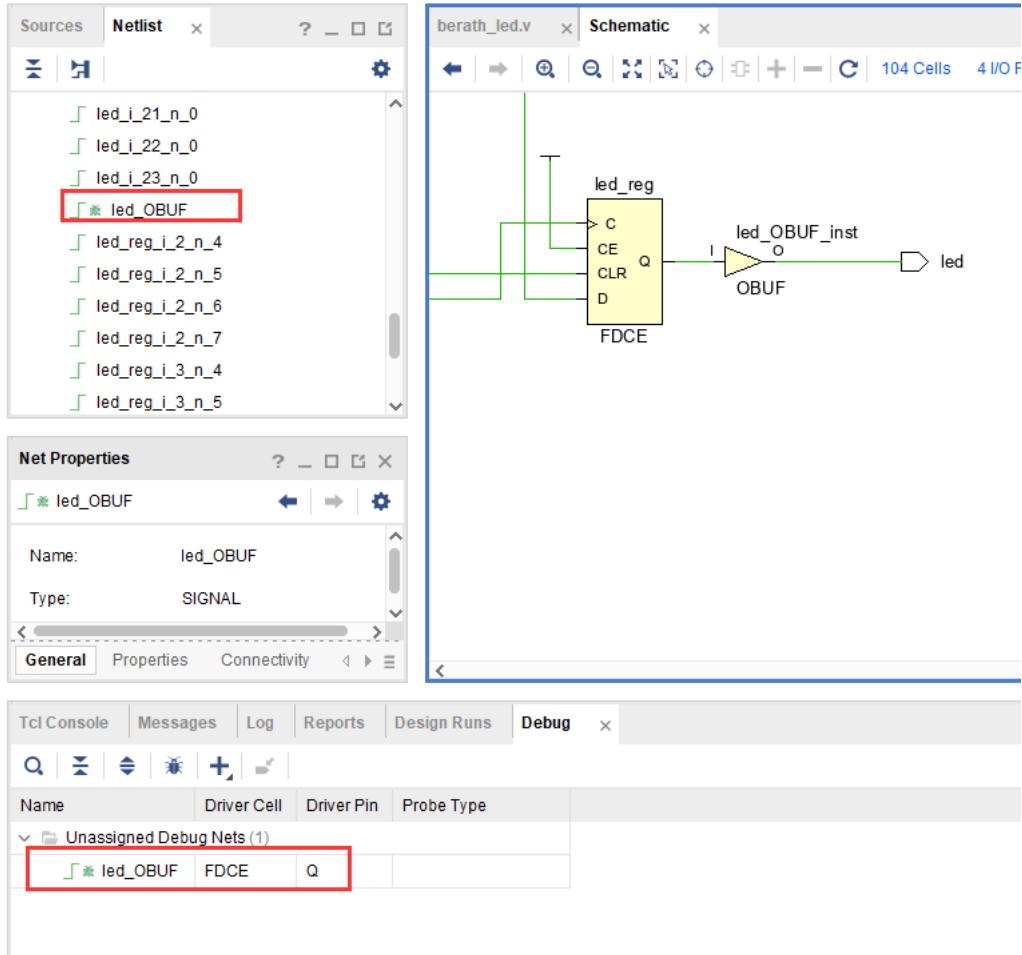 Sources Netlist
led_i_21_n_0
led_i_22_n_0
led_i_23_n_0
led_OBUF
led_reg_i_2_n_4
led_reg_i_2_n_5
led_reg_i_2_n_6
led_reg_i_2_n_7
led_reg_i_3_n_4
led_reg_i_3_n_5
Net Properties
led_OBUF
Name: led_OBUF
Type: SIGNAL
General Properties Connectivity
berath_led.v Schematic
104 Cells 4 I/O
led_reg
C
CE
CLR
D
Q
FDCE
led_OBUF_inst
I
O
OBUF
led
Tcl Console Messages Log Reports Design Runs Debug
Name Driver Cell Driver Pin Probe Type
Unassigned Debug Nets (1)
led_OBUF FDCE Q